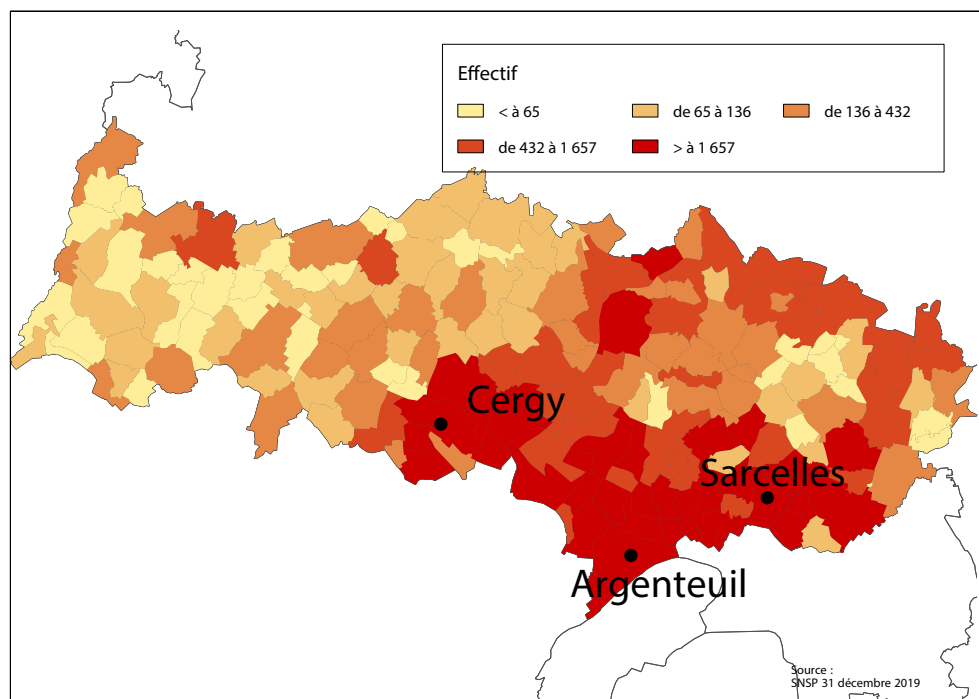 Effectif
< à 65
de 65 à 136
de 136 à 432
de 432 à 1 657
> à 1 657
Cergy
Sarcelles
Argenteuil
Source :
SNSP 31 décembre 2019